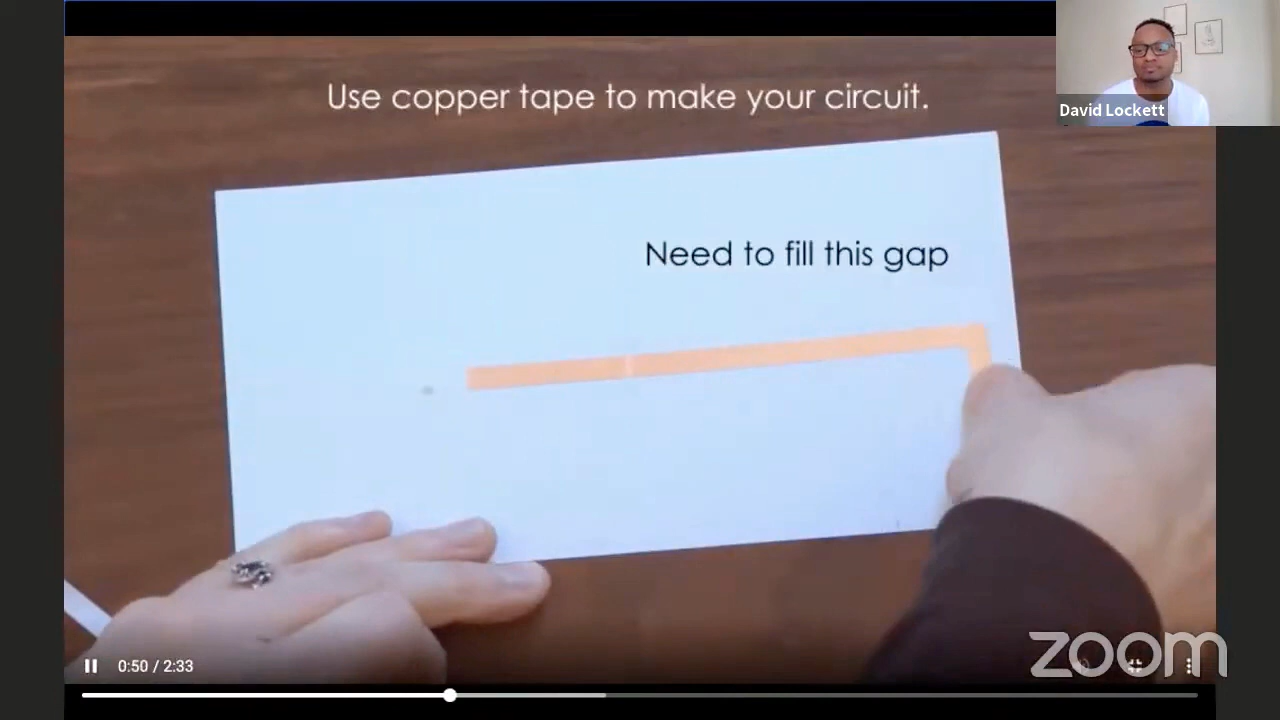 David Lockett
Use copper tape to make your circuit.
Need to fill this gap
0:50 / 2:33
zoom